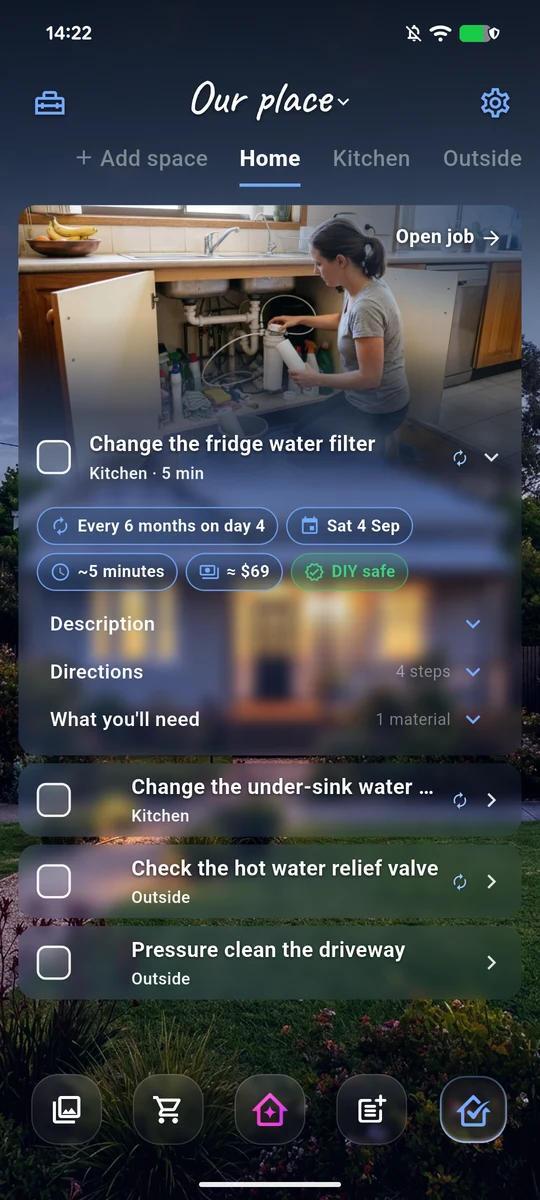 14:22
Our place
+ Add space Home Kitchen Outside
Open job →
Change the fridge water filter
Kitchen · 5 min
Every 6 months on day 4
Sat 4 Sep
~5 minutes
≈ $69
DIY safe
Description
Directions 4 steps
What you'll need 1 material
Change the under-sink water ...
Kitchen
Check the hot water relief valve
Outside
Pressure clean the driveway
Outside